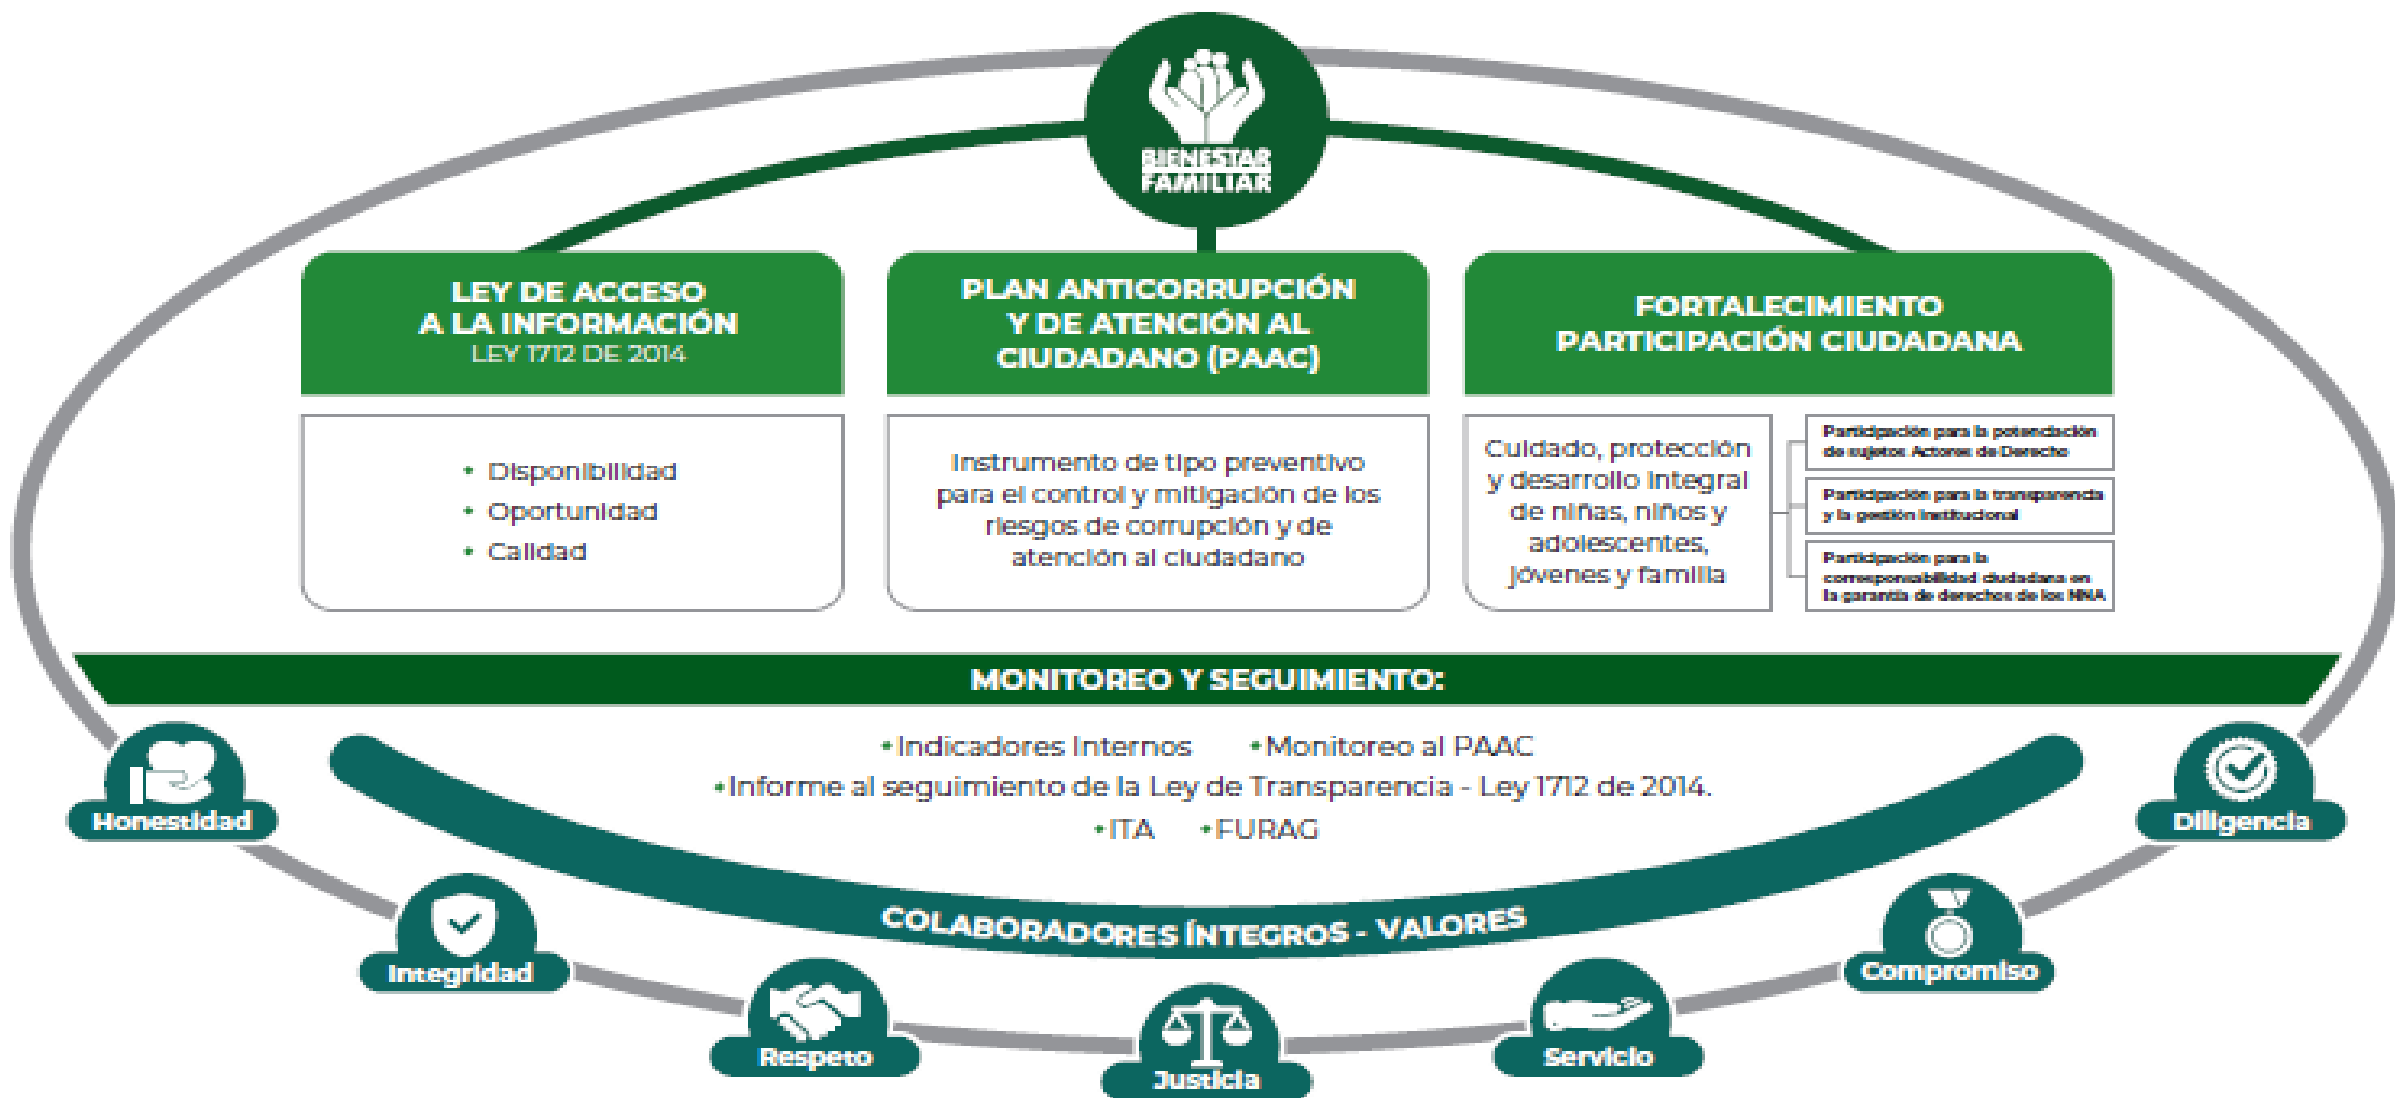 BIENESTAR
FAMILIAR
LEY DE ACCESO
A LA INFORMACIÓN
LEY 1712 DE 2014
• Disponibilidad
• Oportunidad
• Calidad
PLAN ANTICORRUPCIÓN
Y DE ATENCIÓN AL
CIUDADANO (PAAC)
Instrumento de tipo preventivo
para el control y mitigación de los
riesgos de corrupción y de
atención al ciudadano
FORTALECIMIENTO
PARTICIPACIÓN CIUDADANA
Cuidado, protección
y desarrollo integral
de niñas, niños y
adolescentes,
jóvenes y familia
Participación para la potenciación
de sujetos Actores de Derecho
Participación para la transparencia
y la gestión institucional
Participación para la
corresponsabilidad ciudadana en
la garantía de derechos de los NNA
MONITOREO Y SEGUIMIENTO:
•Indicadores Internos •Monitoreo al PAAC
•Informe al seguimiento de la Ley de Transparencia - Ley 1712 de 2014.
•ITA •FURAG
COLABORADORES ÍNTEGROS - VALORES
Honestidad
Integridad
Respeto
Justicia
Servicio
Compromiso
Diligencia